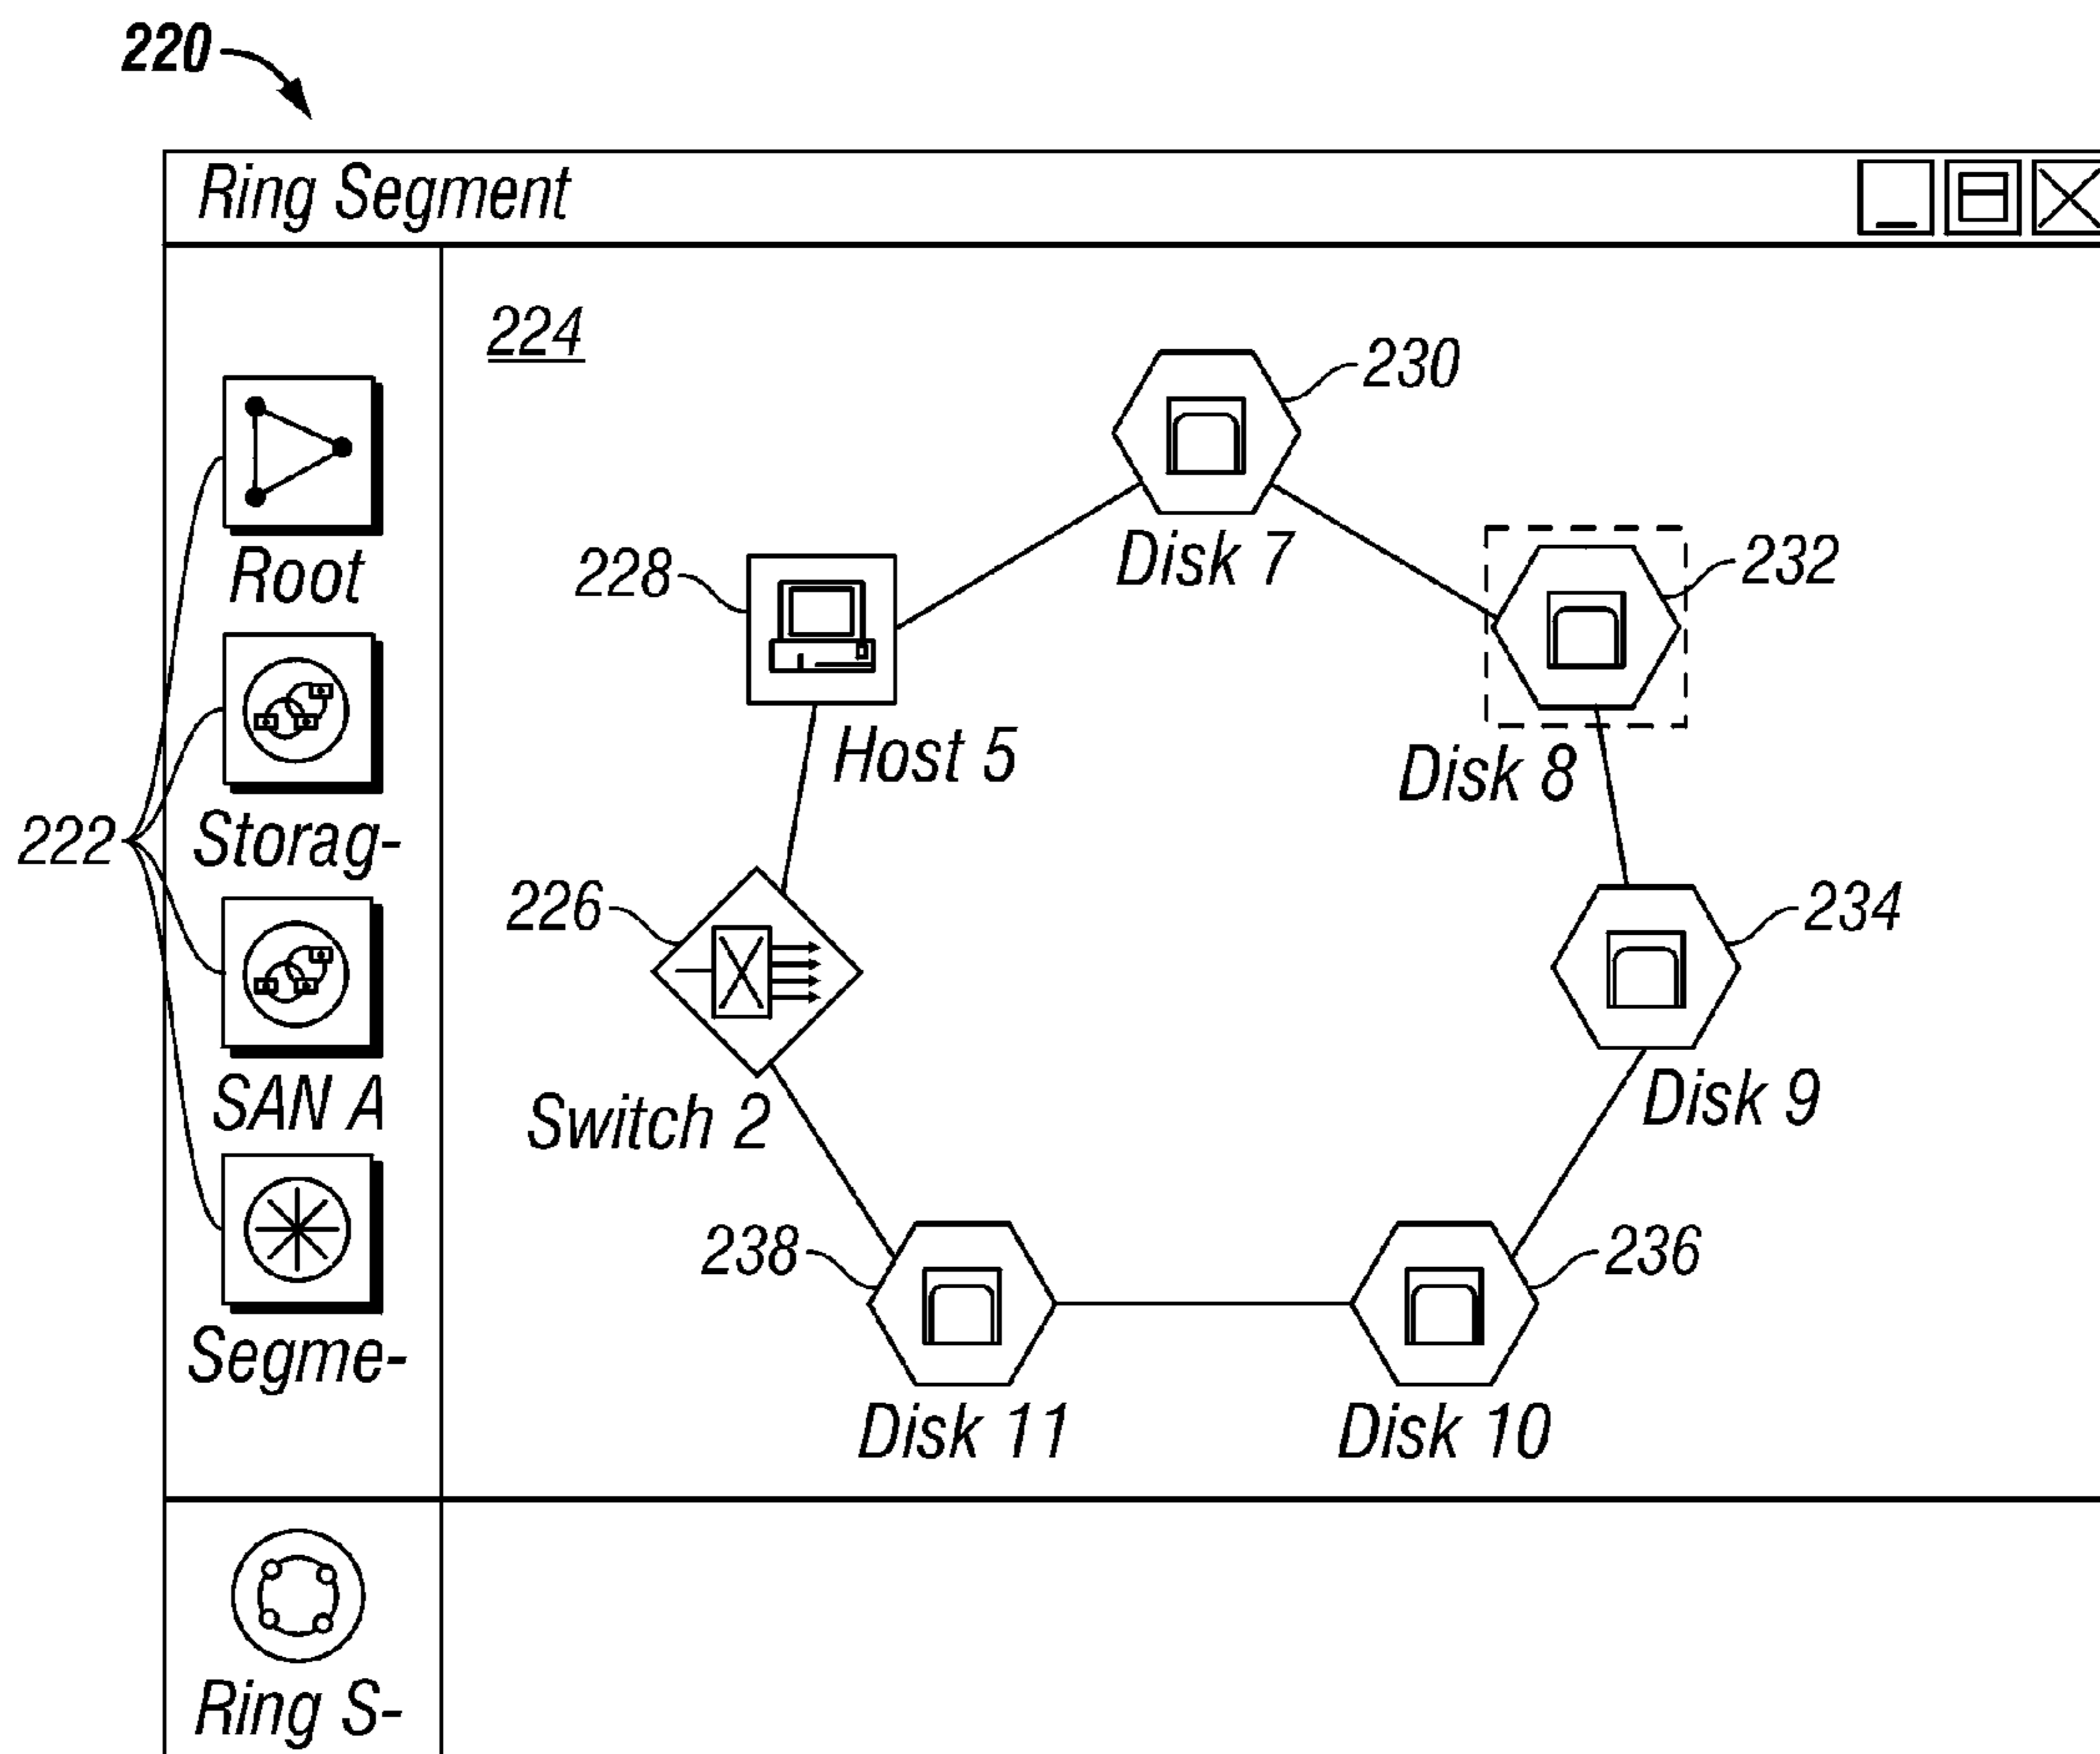 220
Ring Segment
224
230
Disk 7
228
232
Root
Host 5
Disk 8
222
Storag-
226
234
SAN A
Switch 2
Disk 9
238
236
Segme-
Disk 11
Disk 10
Ring S-